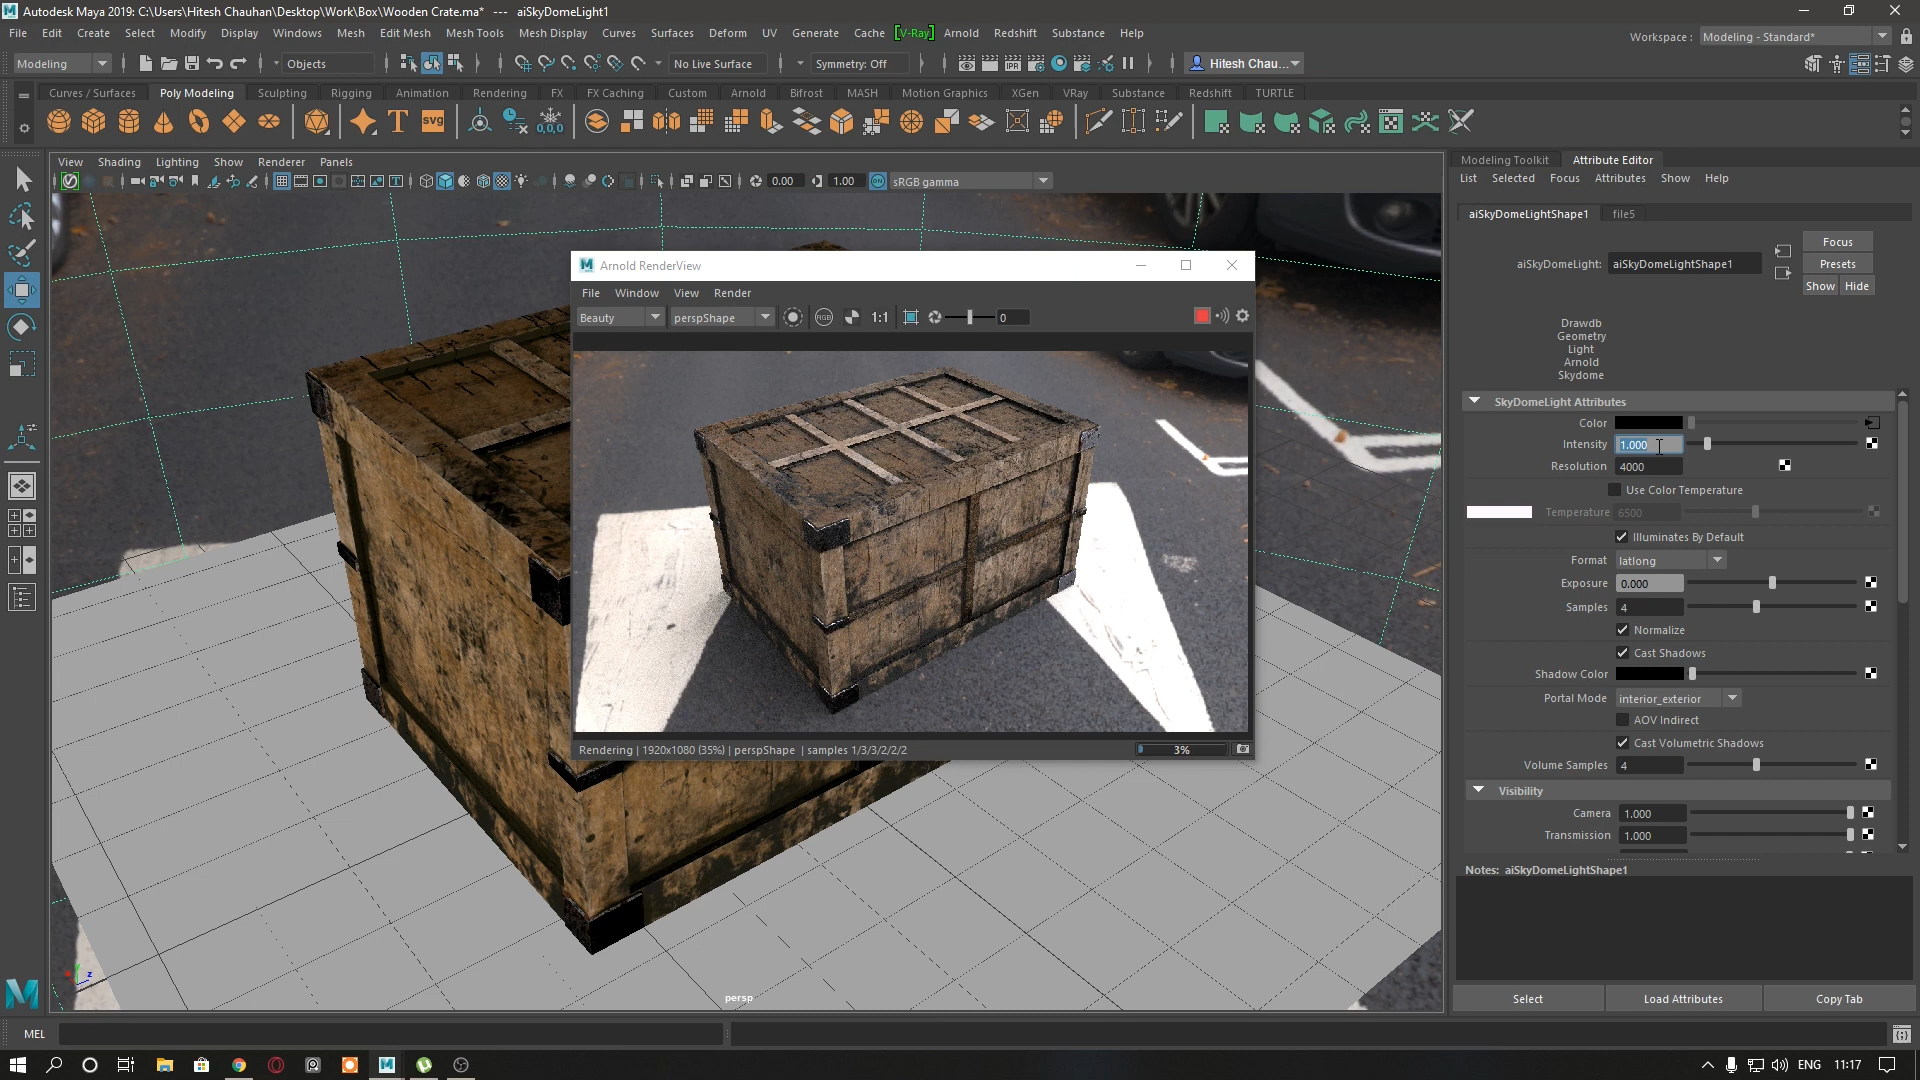 Autodesk Maya 2019: C:\Users\Hitesh Chauhan\Desktop\Work\Box\Wooden Crate.ma* --- aiSkyDomeLight1
File Edit Create Select Modify Display Windows Mesh Edit Mesh Mesh Tools Mesh Display Curves Surfaces Deform UV Generate Cache [V-Ray] Arnold Redshift Substance Help
Workspace : Modeling - Standard*
Modeling Objects No Live Surface Symmetry: Off Hitesh Chau...
Curves / Surfaces Poly Modeling Sculpting Rigging Animation Rendering FX FX Caching Custom Arnold Bifrost MASH Motion Graphics XGen VRay Substance Redshift TURTLE
svg 0,0,0
View Shading Lighting Show Renderer Panels
0.00 1.00 ON sRGB gamma
Arnold RenderView
File Window View Render
Beauty perspShape RGB 1:1 0
Rendering | 1920x1080 (35%) | perspShape | samples 1/3/3/2/2/2
3%
z
persp
Modeling Toolkit Attribute Editor
List Selected Focus Attributes Show Help
aiSkyDomeLightShape1 file5
Focus
aiSkyDomeLight: aiSkyDomeLightShape1
Presets
Show Hide
Drawdb
Geometry
Light
Arnold
Skydome
SkyDomeLight Attributes
Color
Intensity 1.000
Resolution 4000
Use Color Temperature
Temperature 6500
Illuminates By Default
Format latlong
Exposure 0.000
Samples 4
Normalize
Cast Shadows
Shadow Color
Portal Mode interior_exterior
AOV Indirect
Cast Volumetric Shadows
Volume Samples 4
Visibility
Camera 1.000
Transmission 1.000
Notes: aiSkyDomeLightShape1
Select Load Attributes Copy Tab
MEL
ENG 11:17